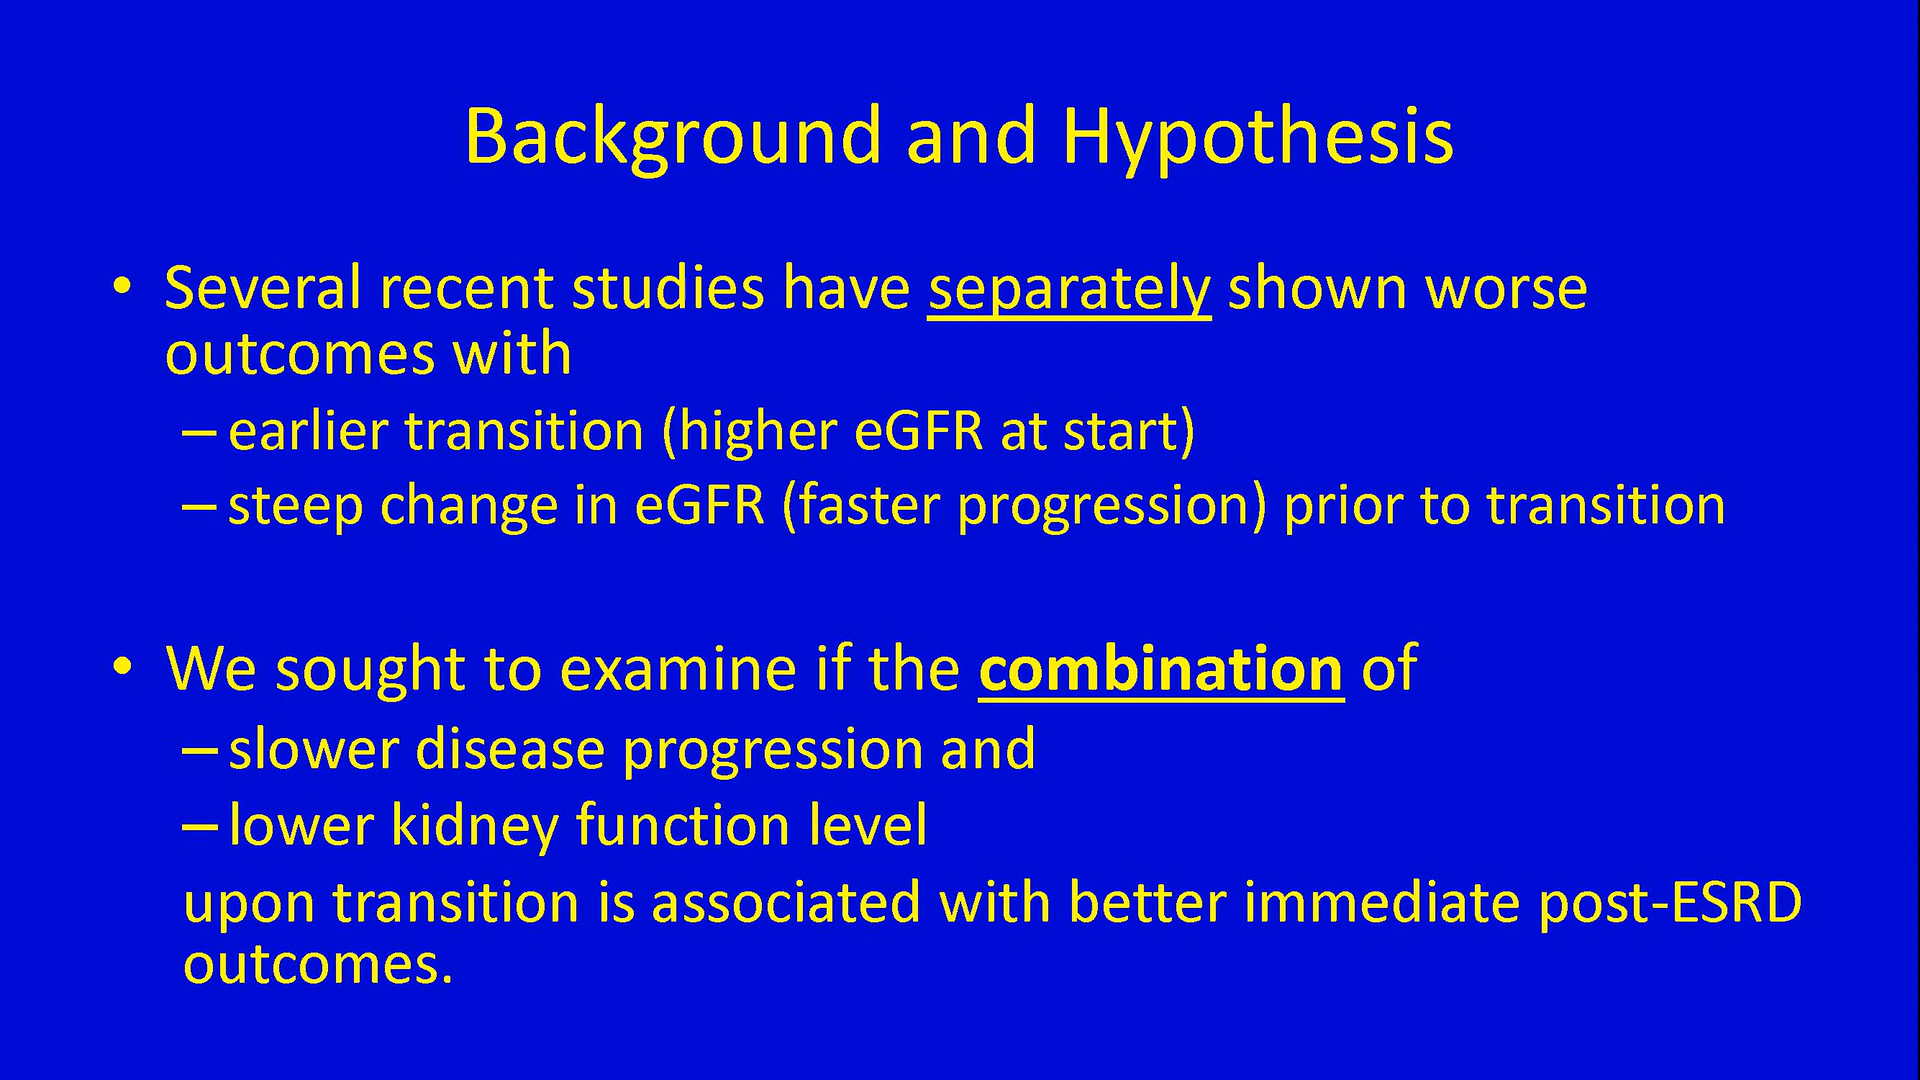 Background and Hypothesis
• Several recent studies have separately shown worse
outcomes with
– earlier transition (higher eGFR at start)
– steep change in eGFR (faster progression) prior to transition
• We sought to examine if the combination of
– slower disease progression and
– lower kidney function level
upon transition is associated with better immediate post-ESRD
outcomes.